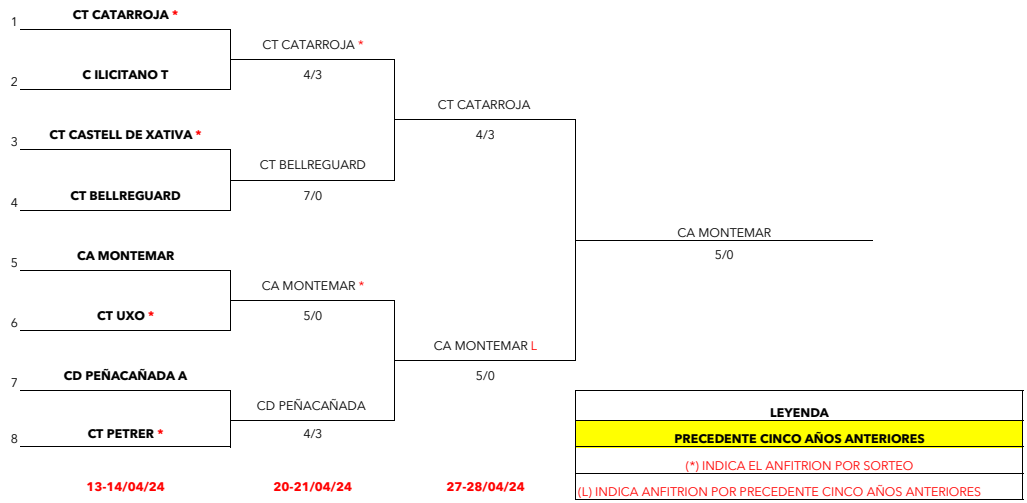 1 CT CATARROJA *
CT CATARROJA *
2 C ILICITANO T
4/3
CT CATARROJA
3 CT CASTELL DE XATIVA *
4/3
CT BELLREGUARD
4 CT BELLREGUARD
7/0
CA MONTEMAR
5/0
5 CA MONTEMAR
CA MONTEMAR *
6 CT UXO *
5/0
CA MONTEMAR L
5/0
7 CD PEÑACAÑADA A
CD PEÑACAÑADA
8 CT PETRER *
4/3
LEYENDA
PRECEDENTE CINCO AÑOS ANTERIORES
(*) INDICA EL ANFITRION POR SORTEO
(L) INDICA ANFITRION POR PRECEDENTE CINCO AÑOS ANTERIORES
13-14/04/24 20-21/04/24 27-28/04/24